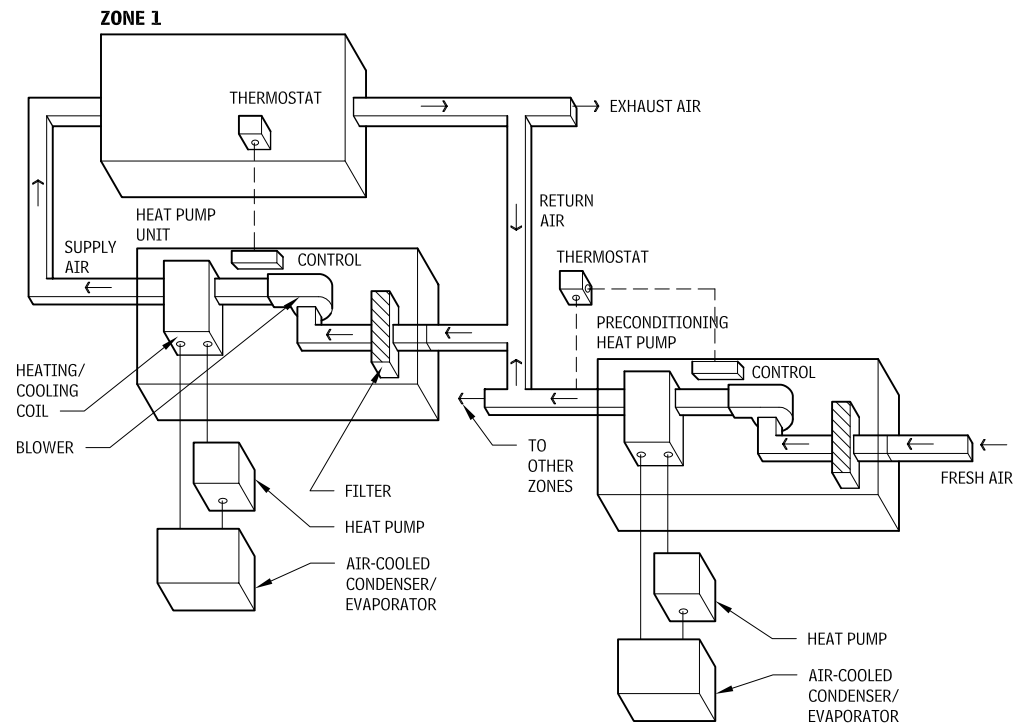 ZONE 1
THERMOSTAT
EXHAUST AIR
RETURN
AIR
HEAT PUMP
UNIT
SUPPLY
AIR
CONTROL
THERMOSTAT
PRECONDITIONING
HEAT PUMP
CONTROL
HEATING/
COOLING
COIL
BLOWER
FILTER
HEAT PUMP
AIR-COOLED
CONDENSER/
EVAPORATOR
TO
OTHER
ZONES
FRESH AIR
HEAT PUMP
AIR-COOLED
CONDENSER/
EVAPORATOR